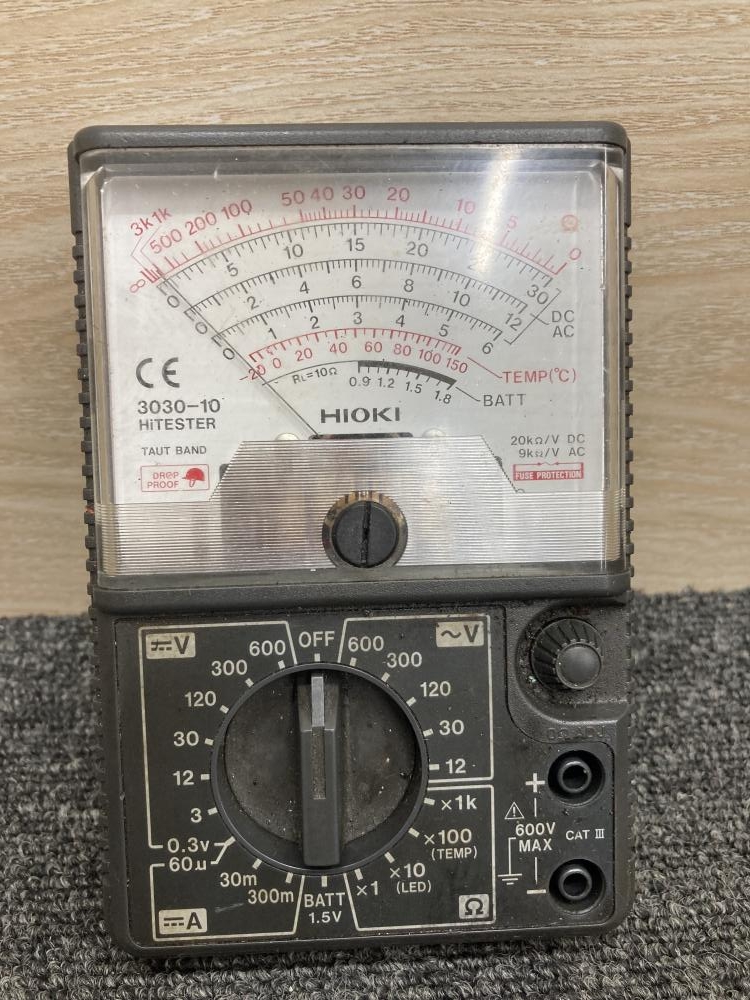 3k 1k 500 200 100 50 40 30 20 10 5 0
∞
0 5 10 15 20 30
0 2 4 6 8 10 12
DC
AC
0 1 2 3 4 5 6
-20 0 20 40 60 80 100 150
TEMP(℃)
RL=10Ω
0.9 1.2 1.5 1.8
BATT
CE
3030-10
HiTESTER
HIOKI
TAUT BAND
DROP
PROOF
20kΩ/V DC
9kΩ/V AC
FUSE PROTECTION
⎓V
600
300
120
30
12
3
0.3v
60μ
30m
300m
⎓A
OFF
~V
600
300
120
30
12
×1k
×100
(TEMP)
×10
(LED)
×1
Ω
BATT
1.5V
0Ω ADJ
+
600V
MAX
CAT III
−